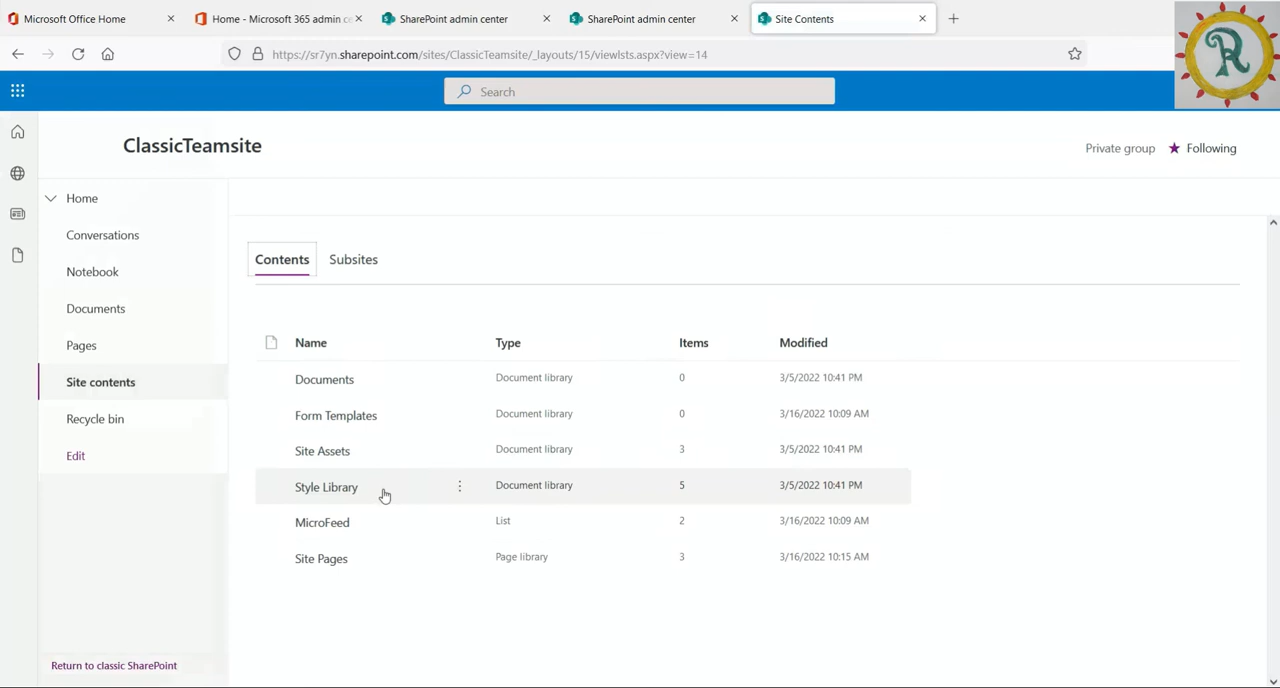 Microsoft Office Home
Home - Microsoft 365 admin ce
SharePoint admin center
SharePoint admin center
Site Contents
https://sr7yn.sharepoint.com/sites/ClassicTeamsite/_layouts/15/viewlsts.aspx?view=14
R
Search
ClassicTeamsite
Private group ★ Following
Home
Conversations
Notebook
Documents
Pages
Site contents
Recycle bin
Edit
Return to classic SharePoint
Contents Subsites
Name Type Items Modified
Documents Document library 0 3/5/2022 10:41 PM
Form Templates Document library 0 3/16/2022 10:09 AM
Site Assets Document library 3 3/5/2022 10:41 PM
Style Library Document library 5 3/5/2022 10:41 PM
MicroFeed List 2 3/16/2022 10:09 AM
Site Pages Page library 3 3/16/2022 10:15 AM